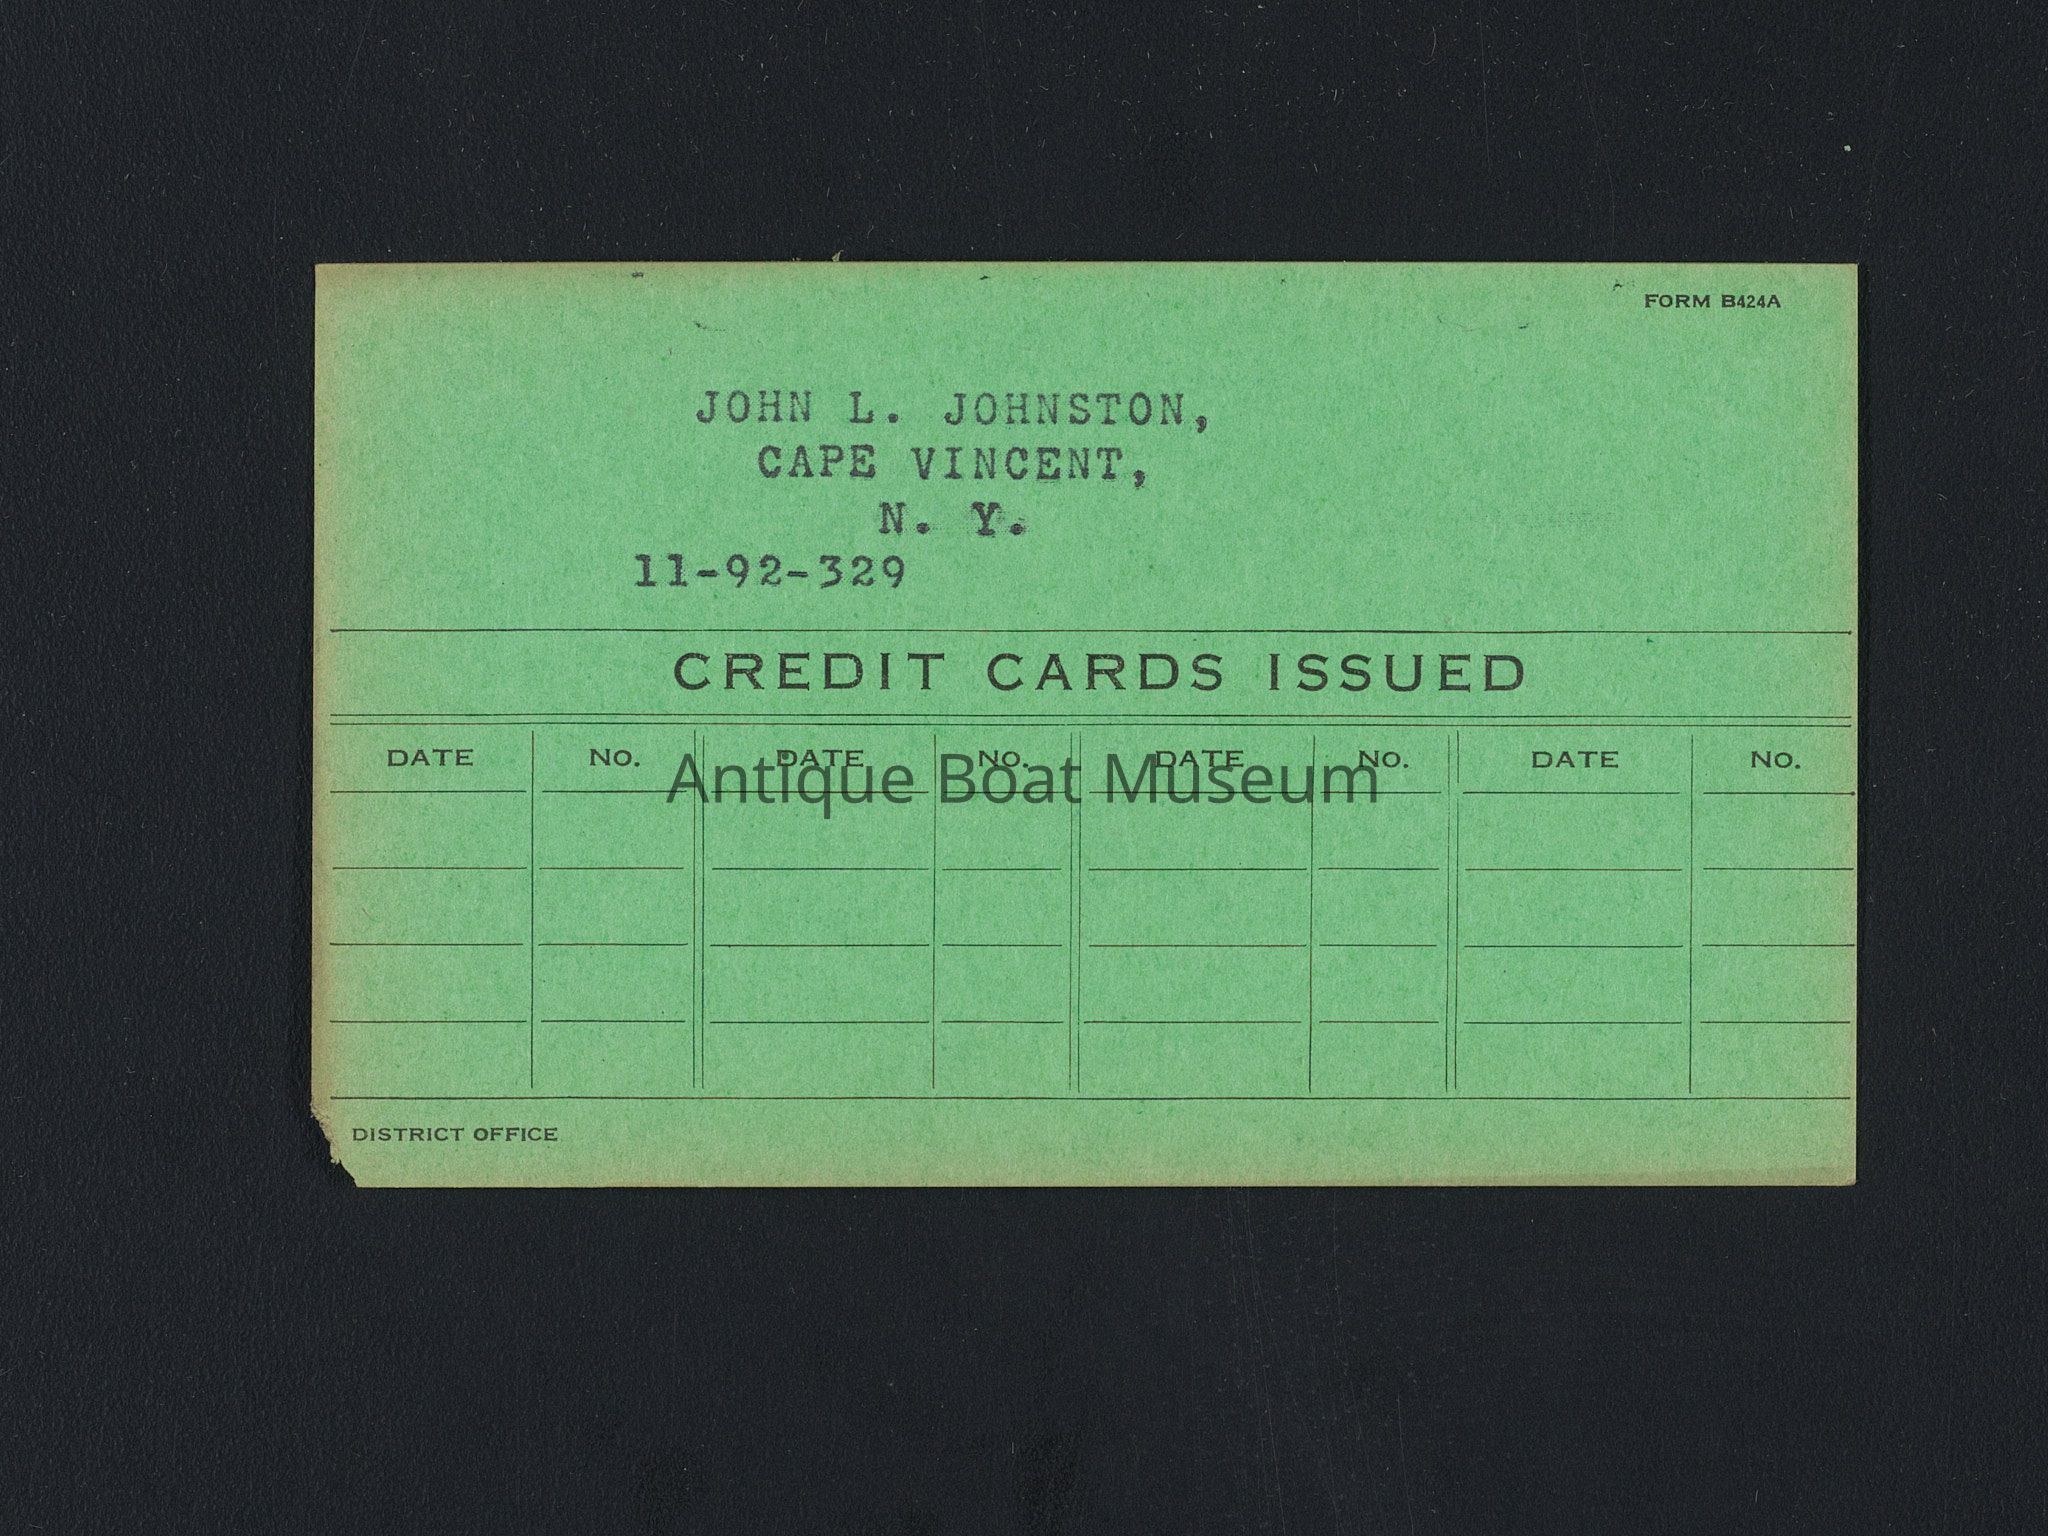 FORM B424A
JOHN L. JOHNSTON,
CAPE VINCENT,
N. Y.
11-92-329
CREDIT CARDS ISSUED
DATE NO. DATE NO. DATE NO. DATE NO.
Antique Boat Museum
DISTRICT OFFICE